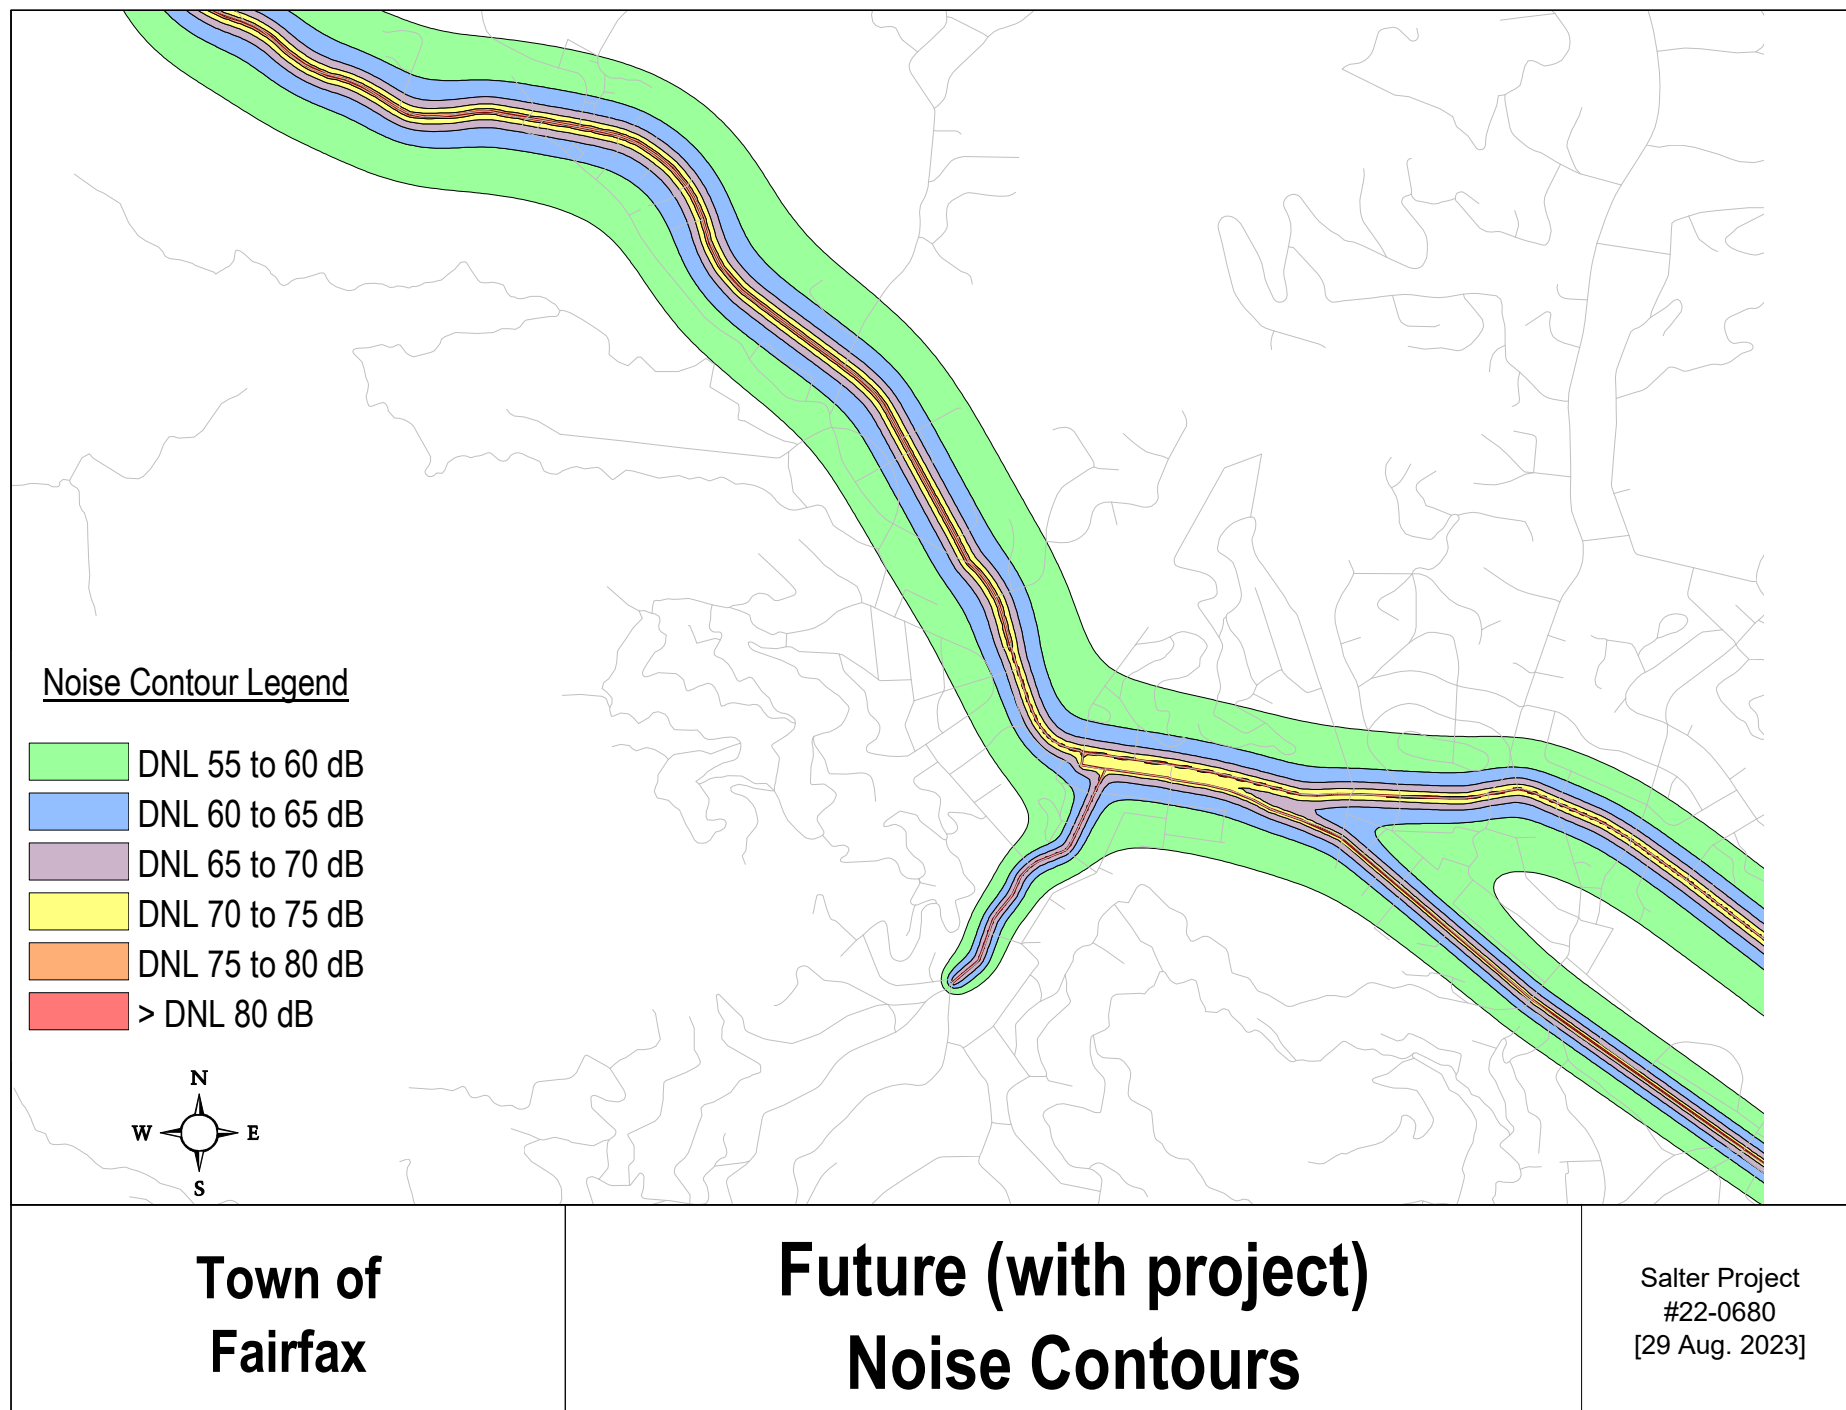 Noise Contour Legend
DNL 55 to 60 dB
DNL 60 to 65 dB
DNL 65 to 70 dB
DNL 70 to 75 dB
DNL 75 to 80 dB
> DNL 80 dB
N
W E
S
Town of
Fairfax
Future (with project)
Noise Contours
Salter Project
#22-0680
[29 Aug. 2023]